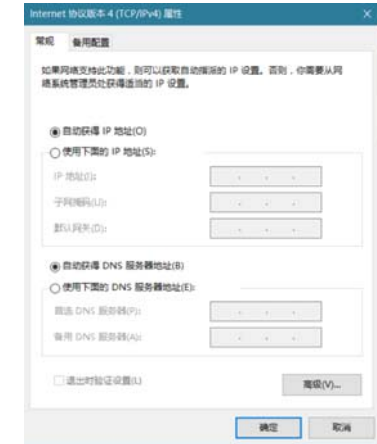 Internet 协议版本 4 (TCP/IPv4) 属性
常规 备用配置
如果网络支持此功能，则可以获取自动指派的 IP 设置。否则，你需要从网
络系统管理员处获得适当的 IP 设置。
自动获得 IP 地址(O)
使用下面的 IP 地址(S):
IP 地址(I):
子网掩码(U):
默认网关(D):
自动获得 DNS 服务器地址(B)
使用下面的 DNS 服务器地址(E):
首选 DNS 服务器(P):
备用 DNS 服务器(A):
退出时验证设置(L)
高级(V)...
确定 取消